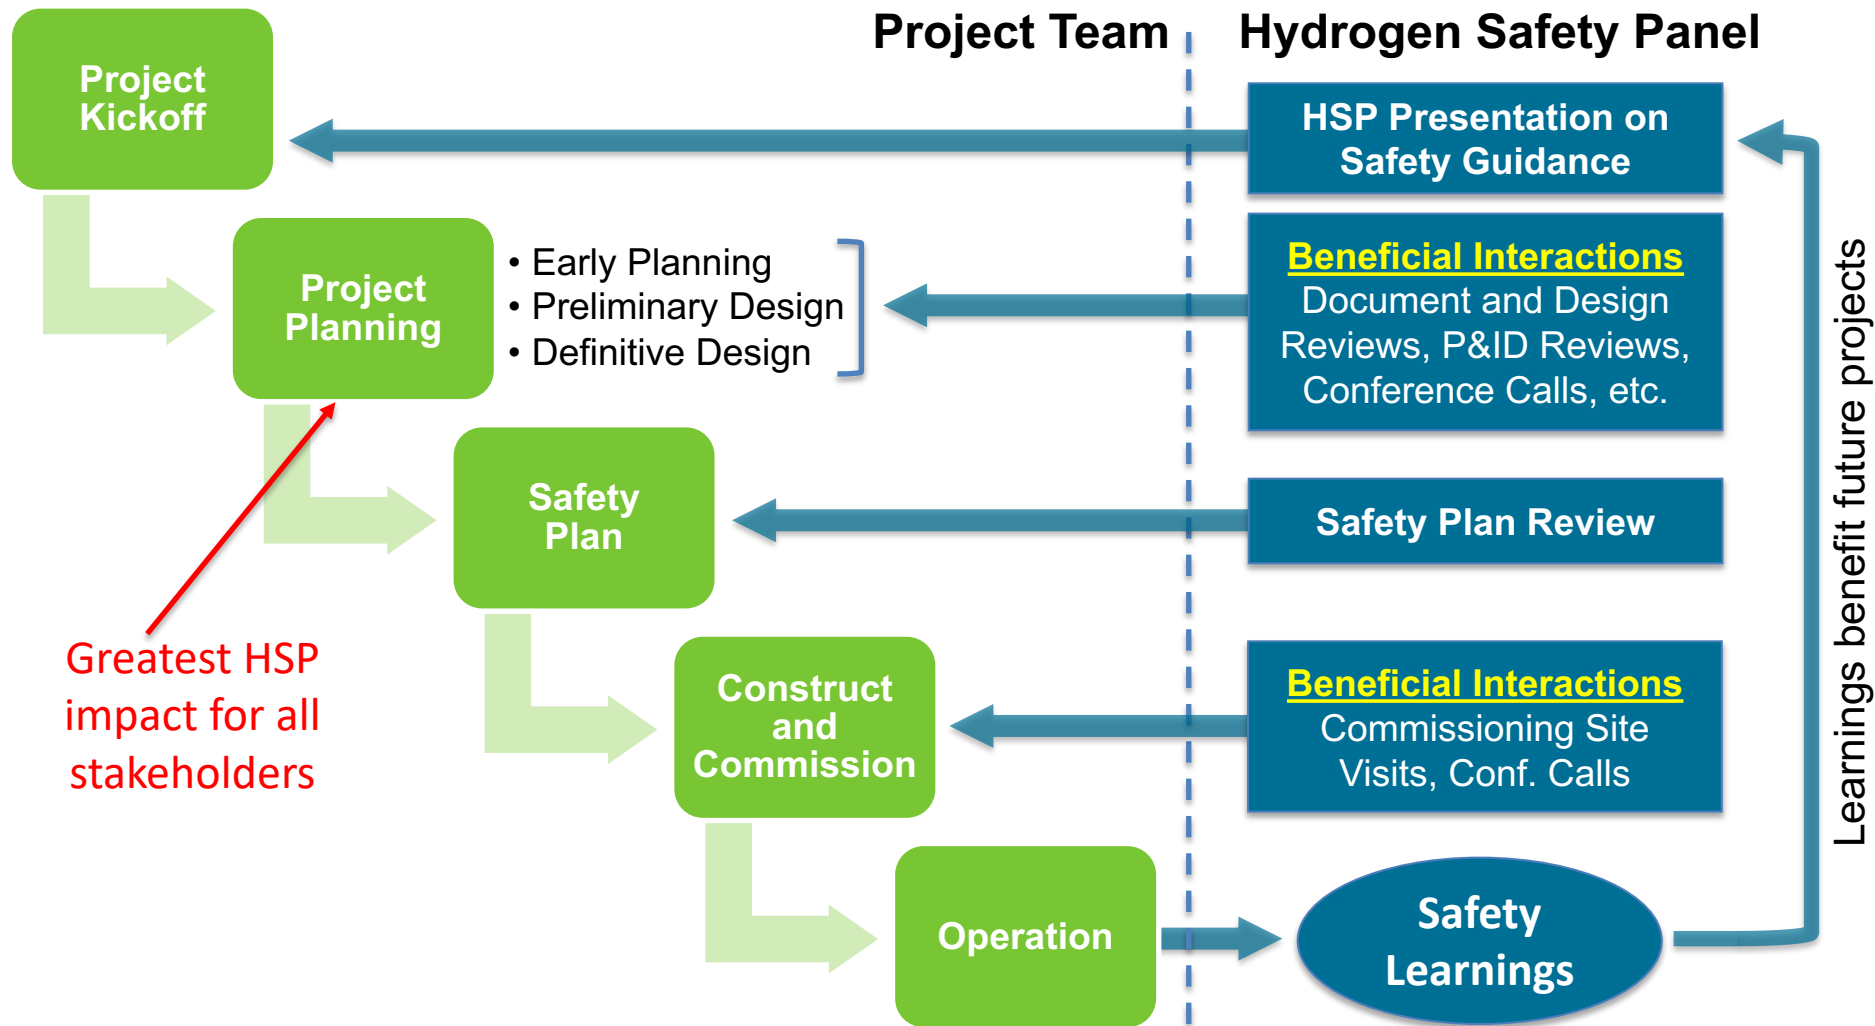 Project Team
Hydrogen Safety Panel
Project
Kickoff
HSP Presentation on
Safety Guidance
Project
Planning
• Early Planning
• Preliminary Design
• Definitive Design
Beneficial Interactions
Document and Design
Reviews, P&ID Reviews,
Conference Calls, etc.
Safety
Plan
Safety Plan Review
Greatest HSP
impact for all
stakeholders
Construct
and
Commission
Beneficial Interactions
Commissioning Site
Visits, Conf. Calls
Operation
Safety
Learnings
Learnings benefit future projects